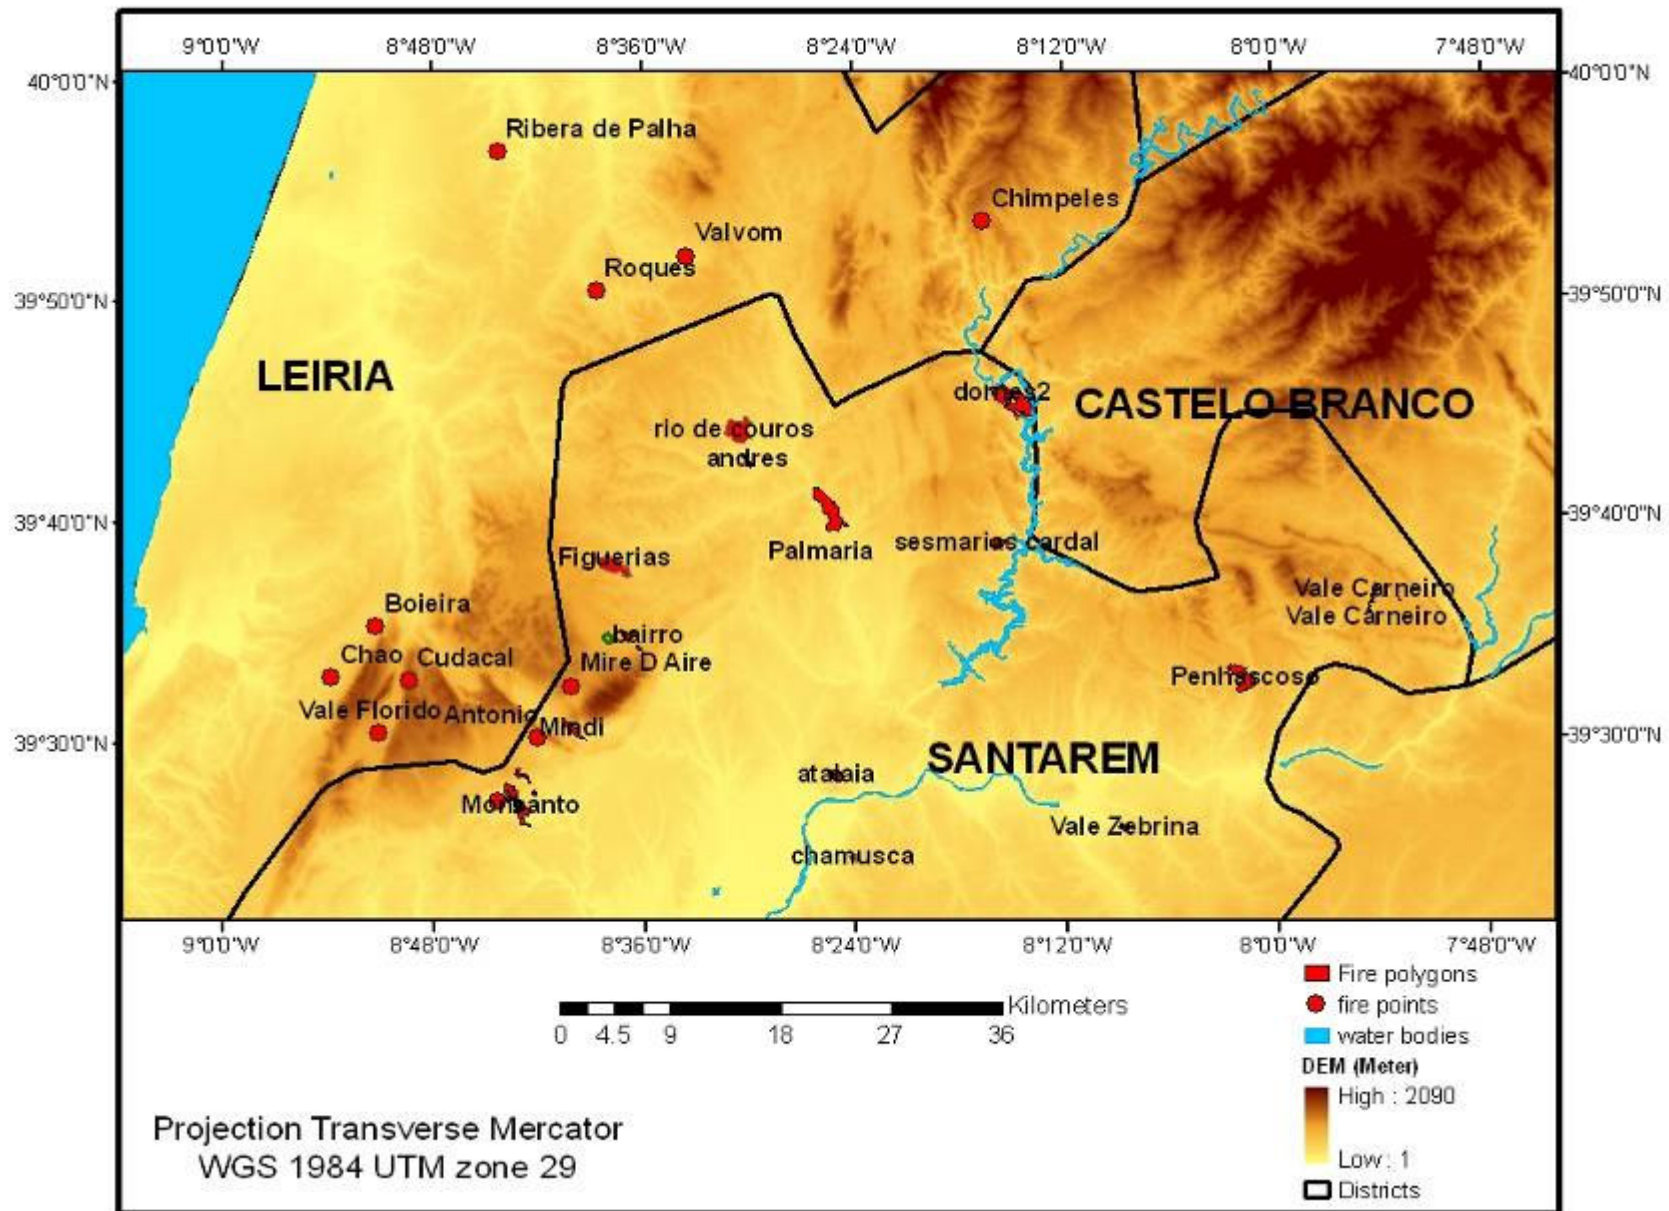 9°0'0"W 8°48'0"W 8°36'0"W 8°24'0"W 8°12'0"W 8°0'0"W 7°48'0"W
40°0'0"N 40°0'0"N
Ribera de Palha
Chimpeles
Valvom
Roques
39°50'0"N 39°50'0"N
LEIRIA
dornes2
CASTELO BRANCO
rio de couros
andres
39°40'0"N 39°40'0"N
Palmaria
sesmarias cardal
Figuerias
Vale Carneiro
Boieira
Vale Carneiro
bairro
Chao
Cudacal
Mire D Aire
Penhascoso
Vale Florido
Antonio
Mindi
39°30'0"N 39°30'0"N
SANTAREM
atalaia
Monsanto
Vale Zebrina
chamusca
9°0'0"W 8°48'0"W 8°36'0"W 8°24'0"W 8°12'0"W 8°0'0"W 7°48'0"W
Kilometers
0 4.5 9 18 27 36
Fire polygons
fire points
water bodies
DEM (Meter)
High : 2090
Low : 1
Districts
Projection Transverse Mercator
WGS 1984 UTM zone 29